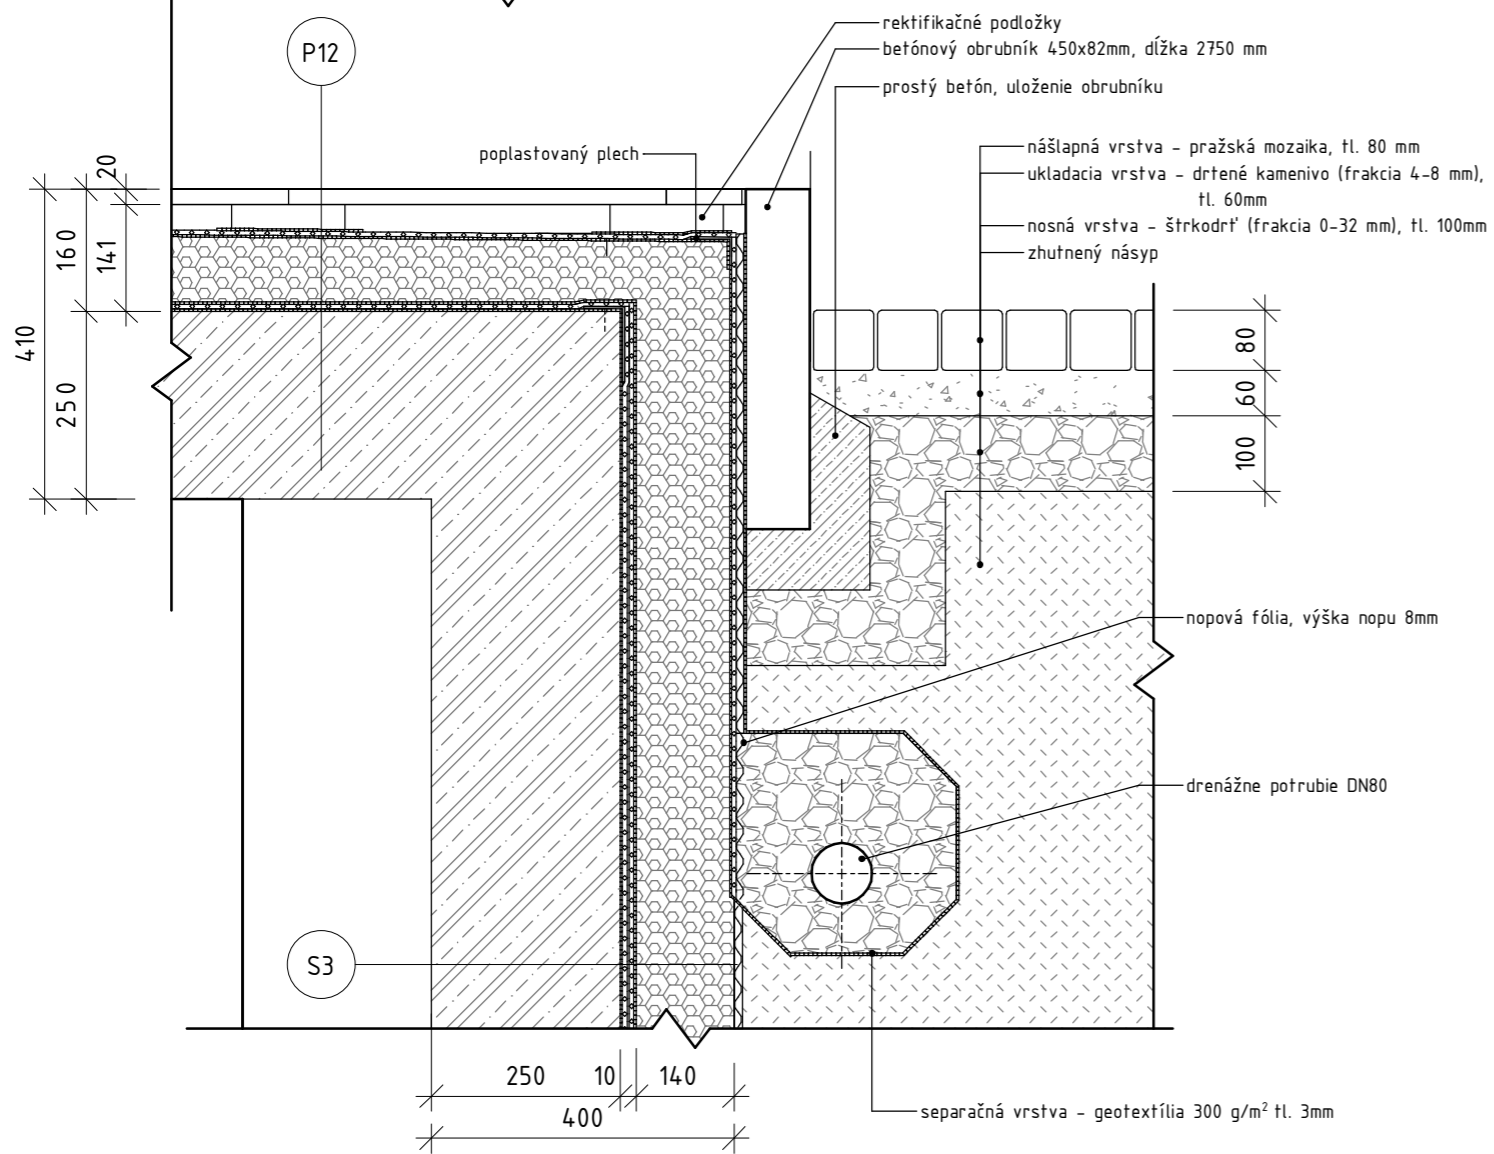 rektifikačné podložky
betónový obrubník 450x82mm, dĺžka 2750 mm
prostý betón, uloženie obrubníku
P12
poplastovaný plech
nášlapná vrstva - pražská mozaika, tl. 80 mm
ukladacia vrstva - drtené kamenivo (frakcia 4-8 mm),
tl. 60mm
nosná vrstva - štrkodrť (frakcia 0-32 mm), tl. 100mm
zhutnený násyp
20
160
141
410
250
80
60
100
nopová fólia, výška nopu 8mm
drenážne potrubie DN80
S3
250 10 140
400
separačná vrstva - geotextília 300 g/m² tl. 3mm